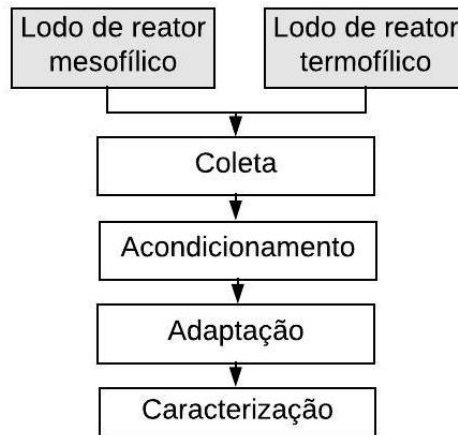 Lodo de reator
mesofílico
Lodo de reator
termofílico
Coleta
Acondicionamento
Adaptação
Caracterização